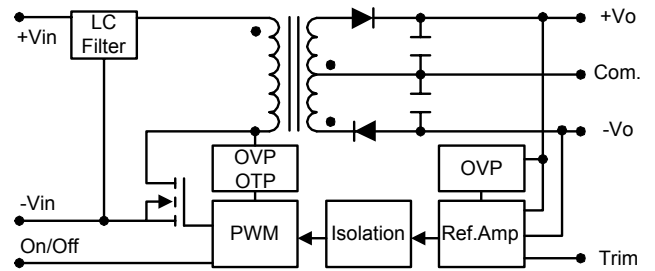 +Vin
LC
Filter
+Vo
Com.
-Vo
OVP
OTP
OVP
-Vin
PWM
Isolation
Ref.Amp
On/Off
Trim